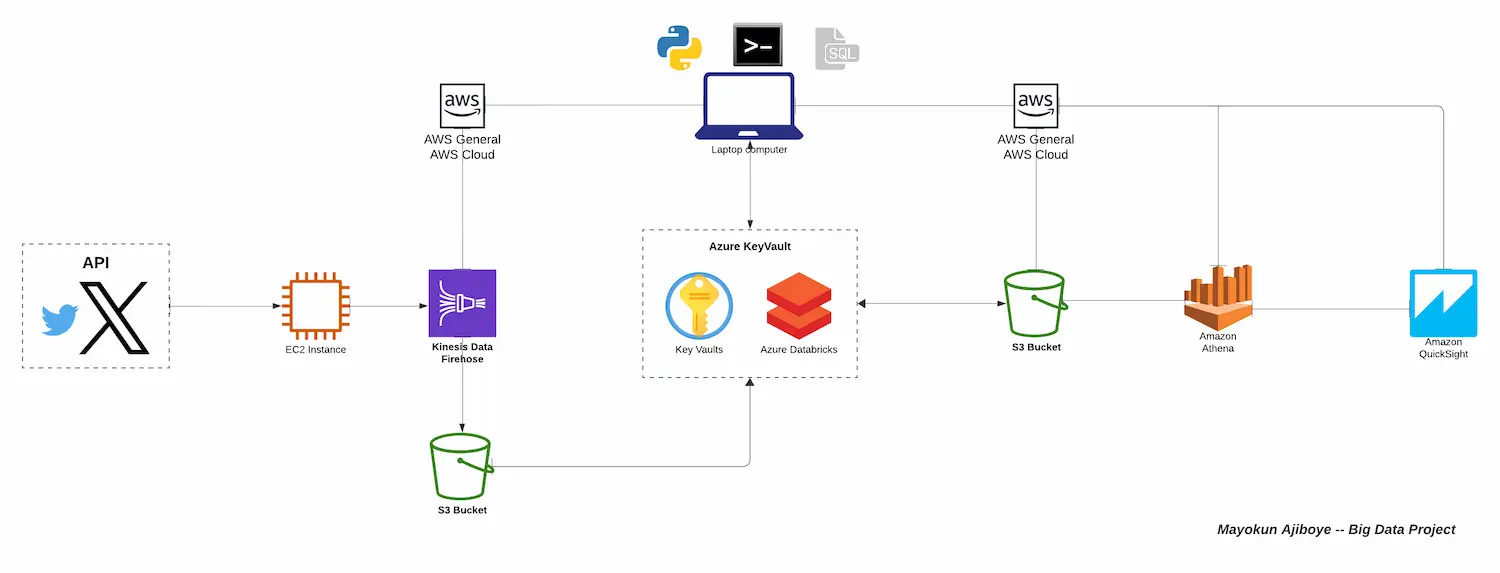 >_
SQL
aws
AWS General
AWS Cloud
Laptop computer
aws
AWS General
AWS Cloud
API
X
EC2 Instance
Kinesis Data
Firehose
Azure KeyVault
Key Vaults
Azure Databricks
S3 Bucket
Amazon
Athena
Amazon
QuickSight
S3 Bucket
Mayokun Ajiboye -- Big Data Project